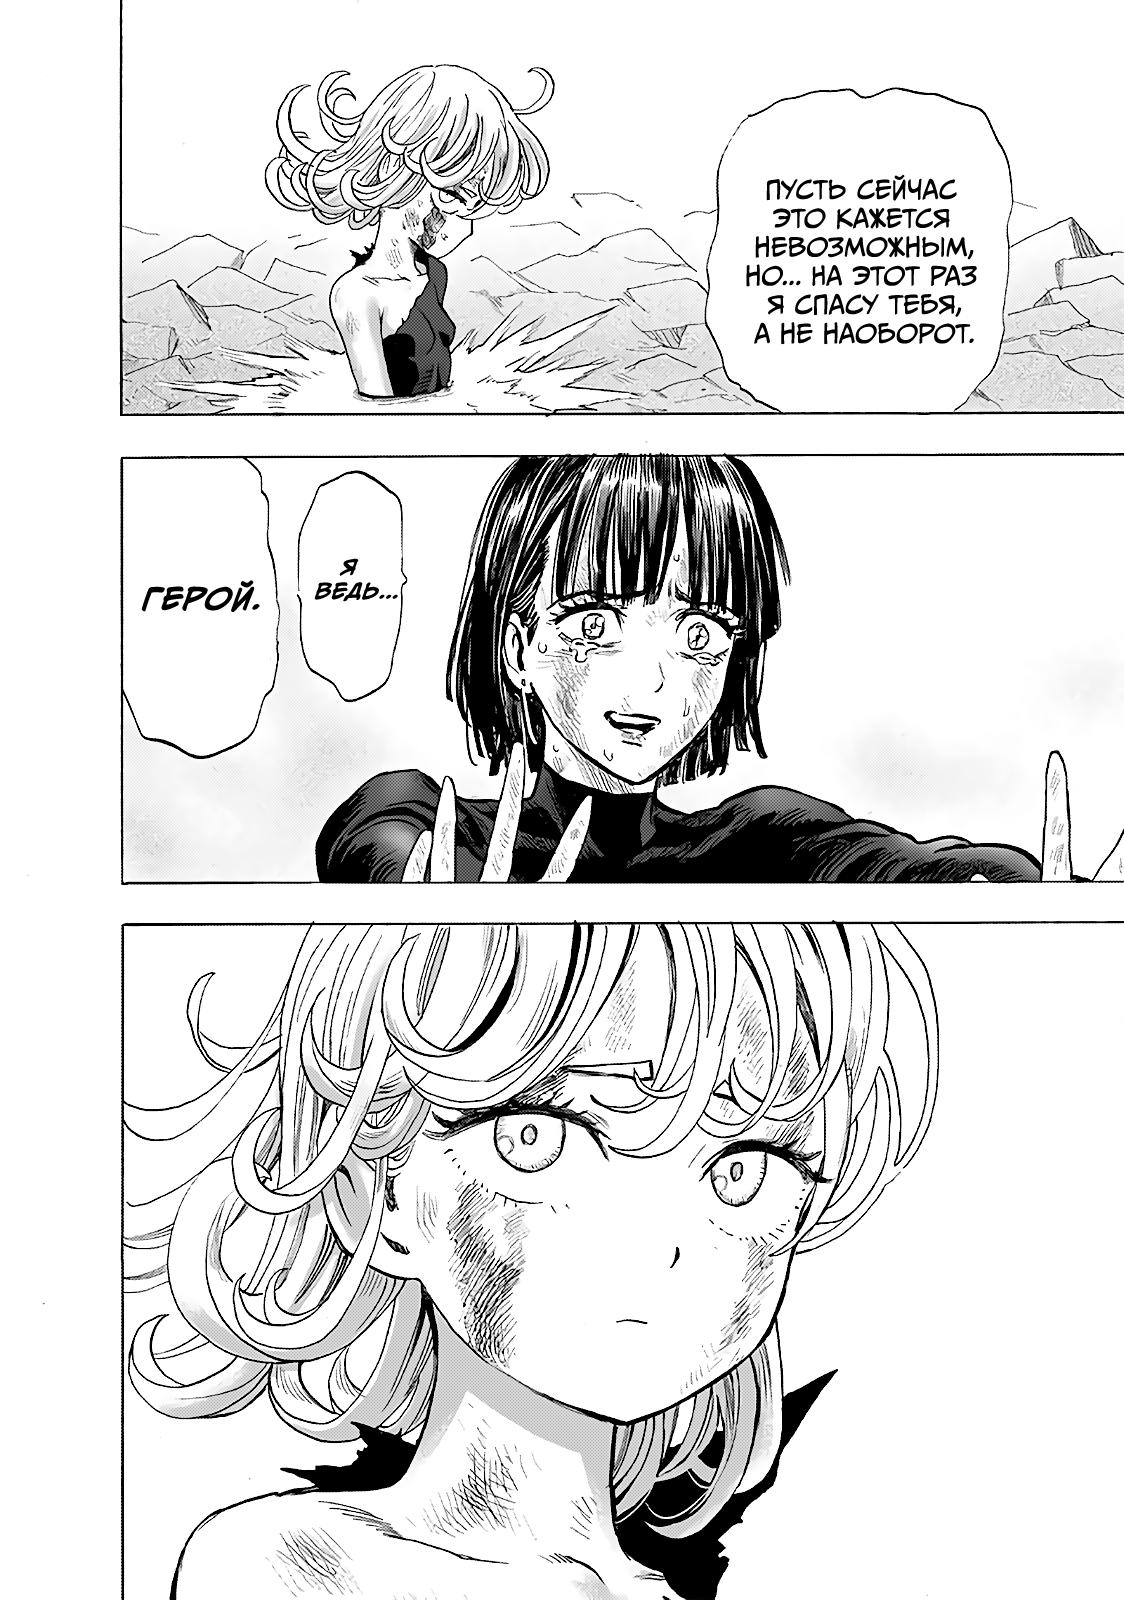 ПУСТЬ СЕЙЧАС
ЭТО КАЖЕТСЯ
НЕВОЗМОЖНЫМ,
НО... НА ЭТОТ РАЗ
Я СПАСУ ТЕБЯ,
А НЕ НАОБОРОТ.
Я
ВЕДЬ...
ГЕРОЙ.